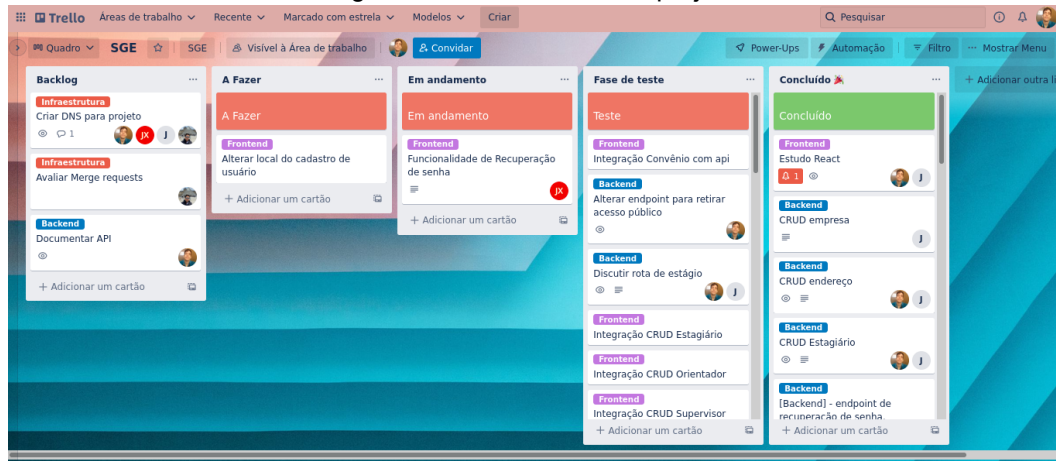 Trello Áreas de trabalho Recente Marcado com estrela Modelos Criar Pesquisar
Quadro SGE SGE Visível à Área de trabalho Convidar Power-Ups Automação Filtro Mostrar Menu
Backlog
Infraestrutura
Criar DNS para projeto
1 JX J
Infraestrutura
Avaliar Merge requests
Backend
Documentar API
+ Adicionar um cartão
A Fazer
A Fazer
Frontend
Alterar local do cadastro de
usuário
+ Adicionar um cartão
Em andamento
Em andamento
Frontend
Funcionalidade de Recuperação
de senha
JX
+ Adicionar um cartão
Fase de teste
Teste
Frontend
Integração Convênio com api
Backend
Alterar endpoint para retirar
acesso público
Backend
Discutir rota de estágio
J
Frontend
Integração CRUD Estagiário
Frontend
Integração CRUD Orientador
Frontend
Integração CRUD Supervisor
+ Adicionar um cartão
Concluído
Concluído
Frontend
Estudo React
1 J
Backend
CRUD empresa
J
Backend
CRUD endereço
J
Backend
CRUD Estagiário
J
Backend
[Backend] - endpoint de
recuperação de senha.
+ Adicionar um cartão
+ Adicionar outra li